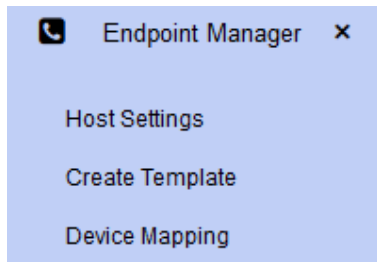 Endpoint Manager ×
Host Settings
Create Template
Device Mapping